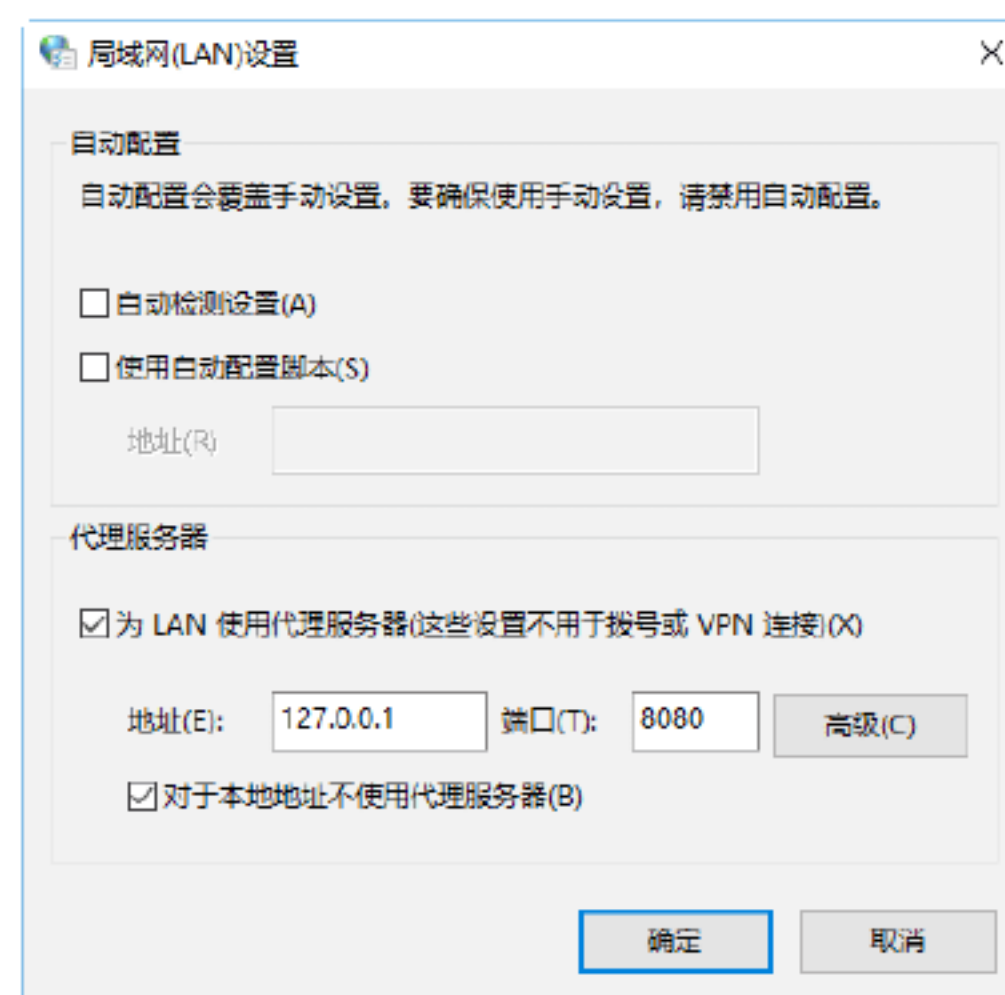 局域网(LAN)设置
自动配置
自动配置会覆盖手动设置。要确保使用手动设置，请禁用自动配置。
自动检测设置(A)
使用自动配置脚本(S)
地址(R)
代理服务器
为 LAN 使用代理服务器(这些设置不用于拨号或 VPN 连接)(X)
地址(E): 127.0.0.1 端口(T): 8080 高级(C)
对于本地地址不使用代理服务器(B)
确定 取消